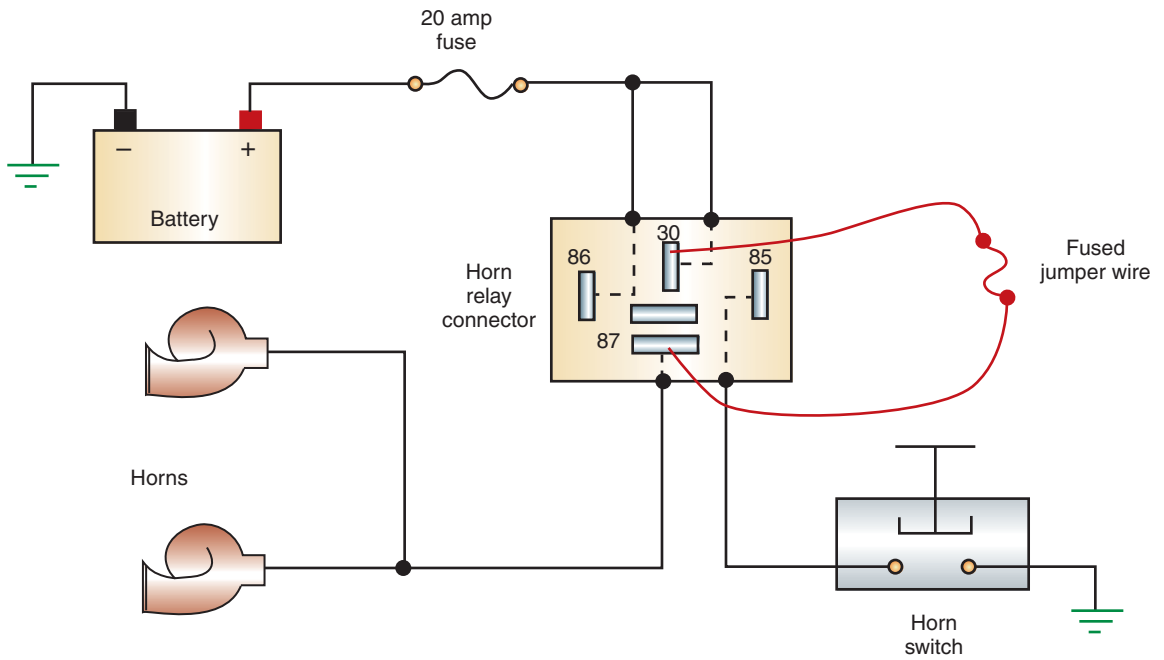 20 amp
fuse
–
+
Battery
30
86
85
Horn
relay
connector
87
Fused
jumper wire
Horns
Horn
switch